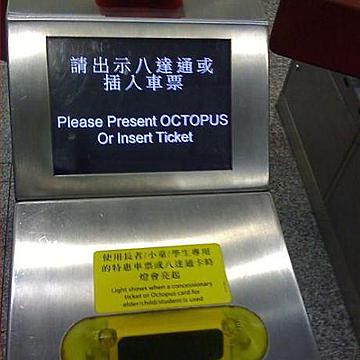 請出示八達通或
插入車票
Please Present OCTOPUS
Or Insert Ticket
使用長者/小童/學生專用
的特惠車票或八達通卡時
燈會亮起
Light shows when a concessionary
ticket or Octopus card for
elder/child/student is used